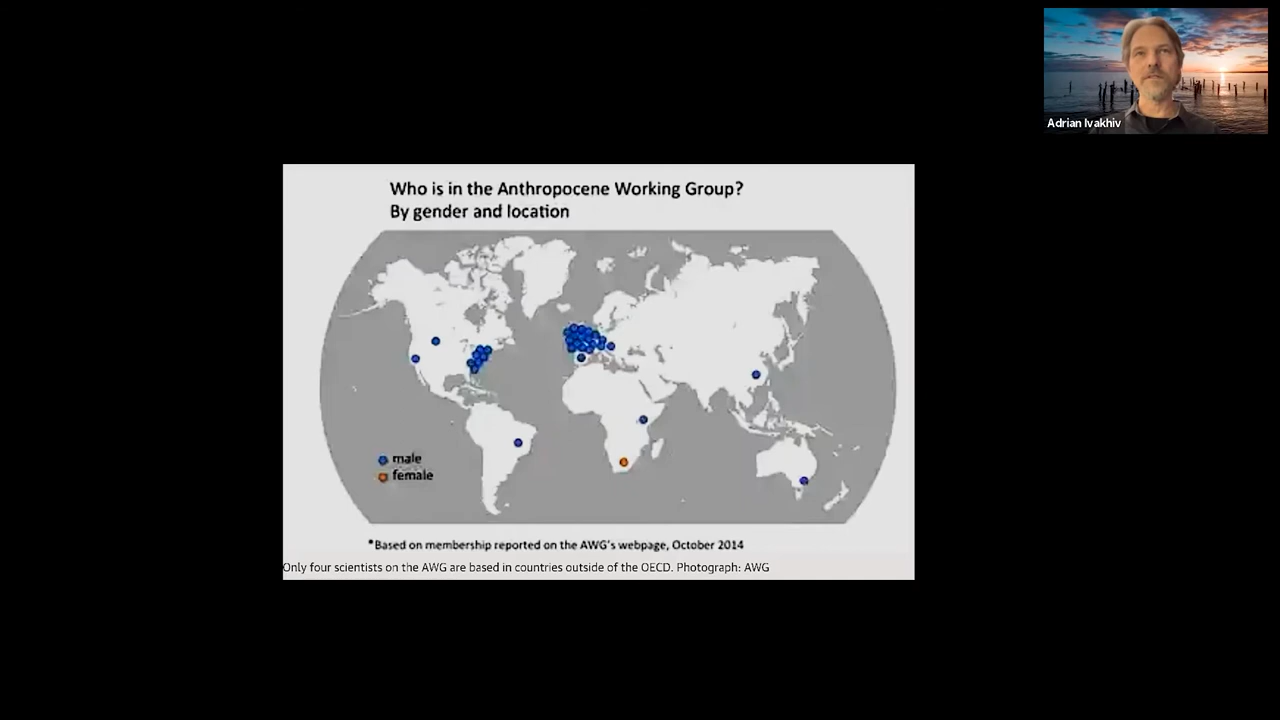 Adrian Ivakhiv
Who is in the Anthropocene Working Group?
By gender and location
male
female
*Based on membership reported on the AWG's webpage, October 2014
Only four scientists on the AWG are based in countries outside of the OECD. Photograph: AWG